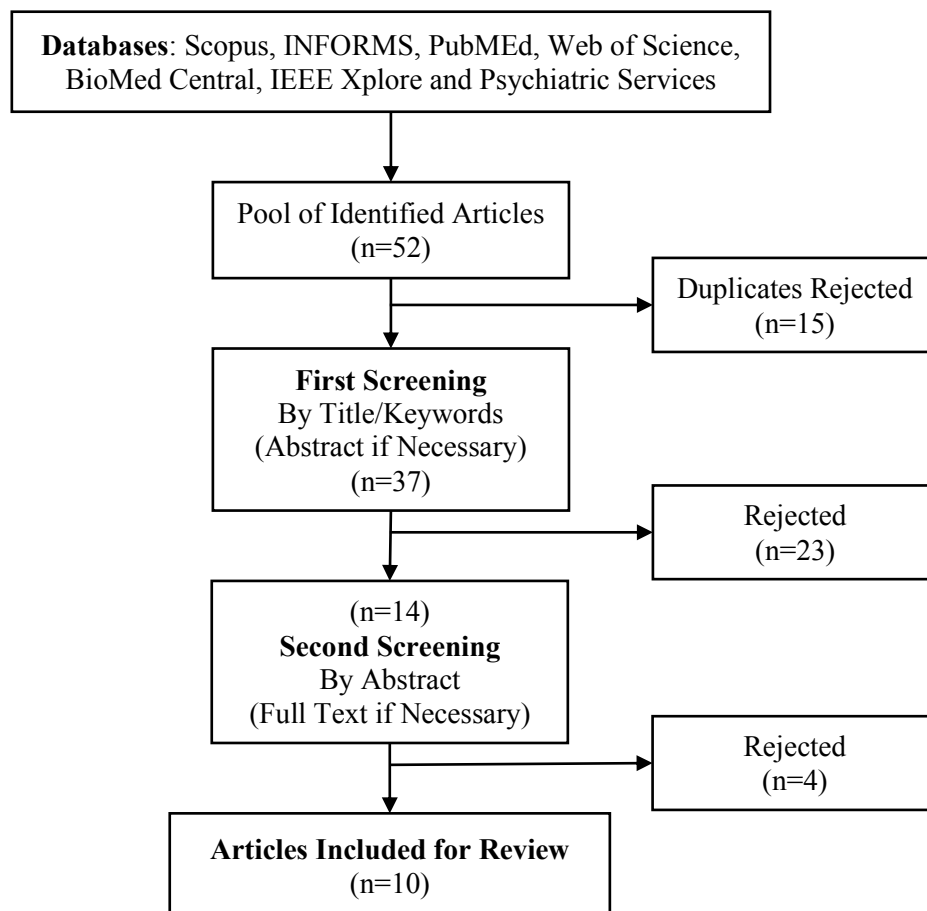 Databases: Scopus, INFORMS, PubMEd, Web of Science,
BioMed Central, IEEE Xplore and Psychiatric Services
Pool of Identified Articles
(n=52)
Duplicates Rejected
(n=15)
First Screening
By Title/Keywords
(Abstract if Necessary)
(n=37)
Rejected
(n=23)
(n=14)
Second Screening
By Abstract
(Full Text if Necessary)
Rejected
(n=4)
Articles Included for Review
(n=10)